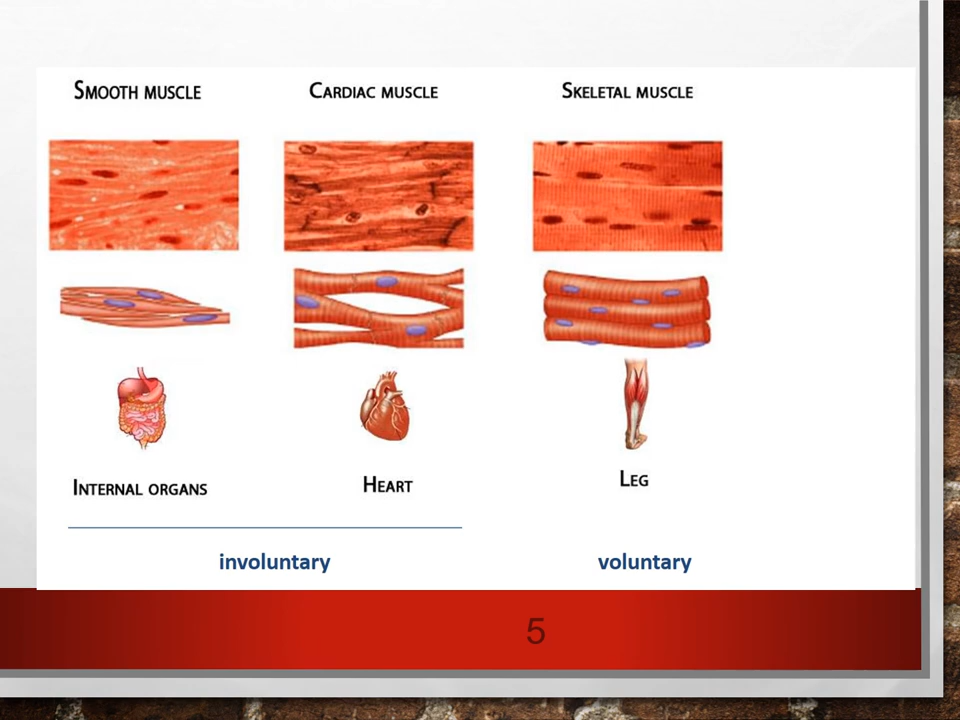 Smooth muscle
Cardiac muscle
Skeletal muscle
Internal organs
Heart
Leg
involuntary
voluntary
5